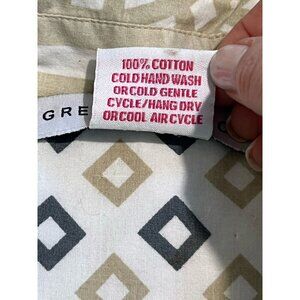 100% COTTON
COLD HAND WASH
OR COLD GENTLE
CYCLE/HANG DRY
OR COOL AIR CYCLE
GRE